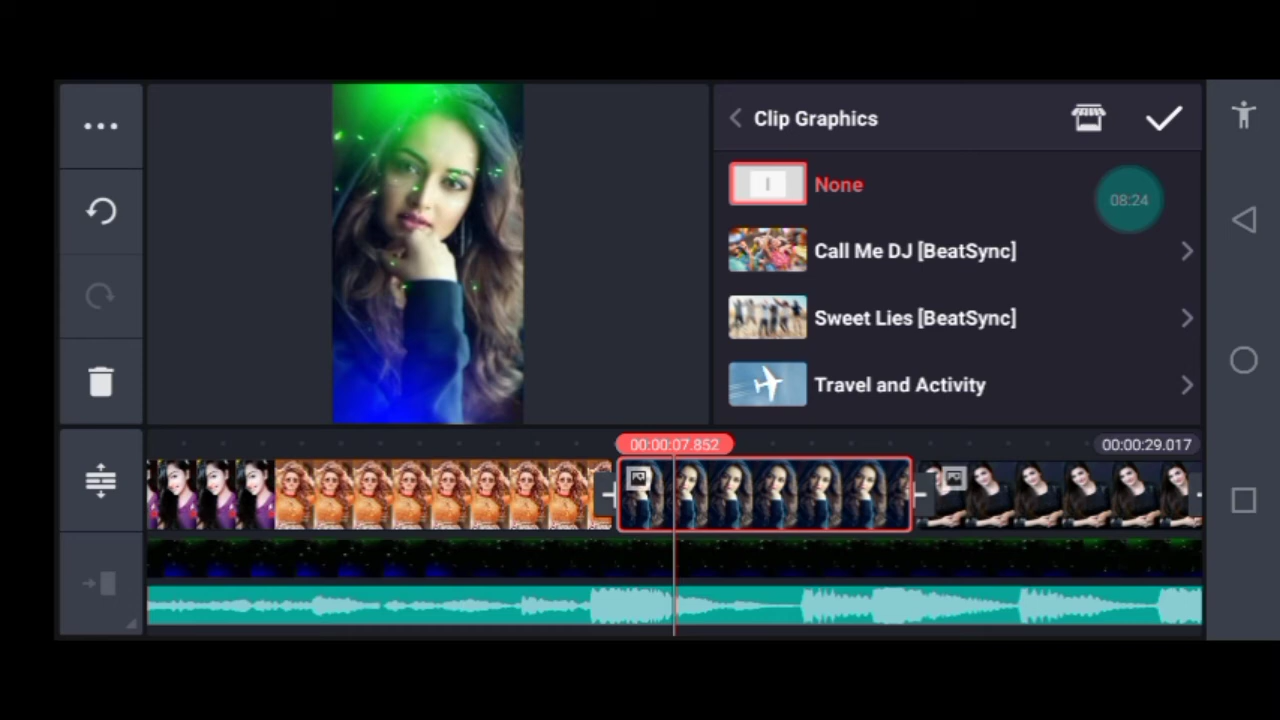 Clip Graphics
None
08:24
Call Me DJ [BeatSync]
Sweet Lies [BeatSync]
Travel and Activity
00:00:07.852
00:00:29.017